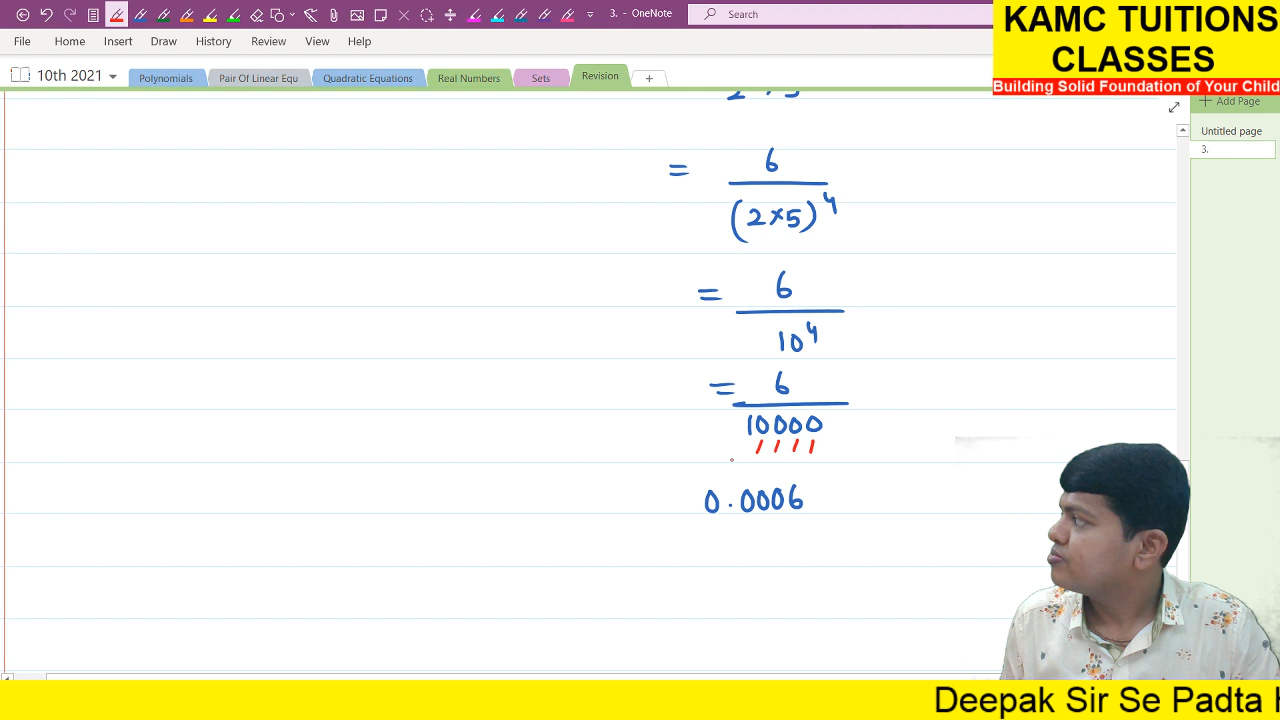 3. - OneNote
Search
KAMC TUITIONS
CLASSES
Building Solid Foundation of Your Child
File Home Insert Draw History Review View Help
10th 2021
Polynomials Pair Of Linear Equ Quadratic Equations Real Numbers Sets Revision +
Add Page
Untitled page
3.
= 6
(2×5)⁴
= 6
10⁴
= 6
10000
0.0006
Deepak Sir Se Padta